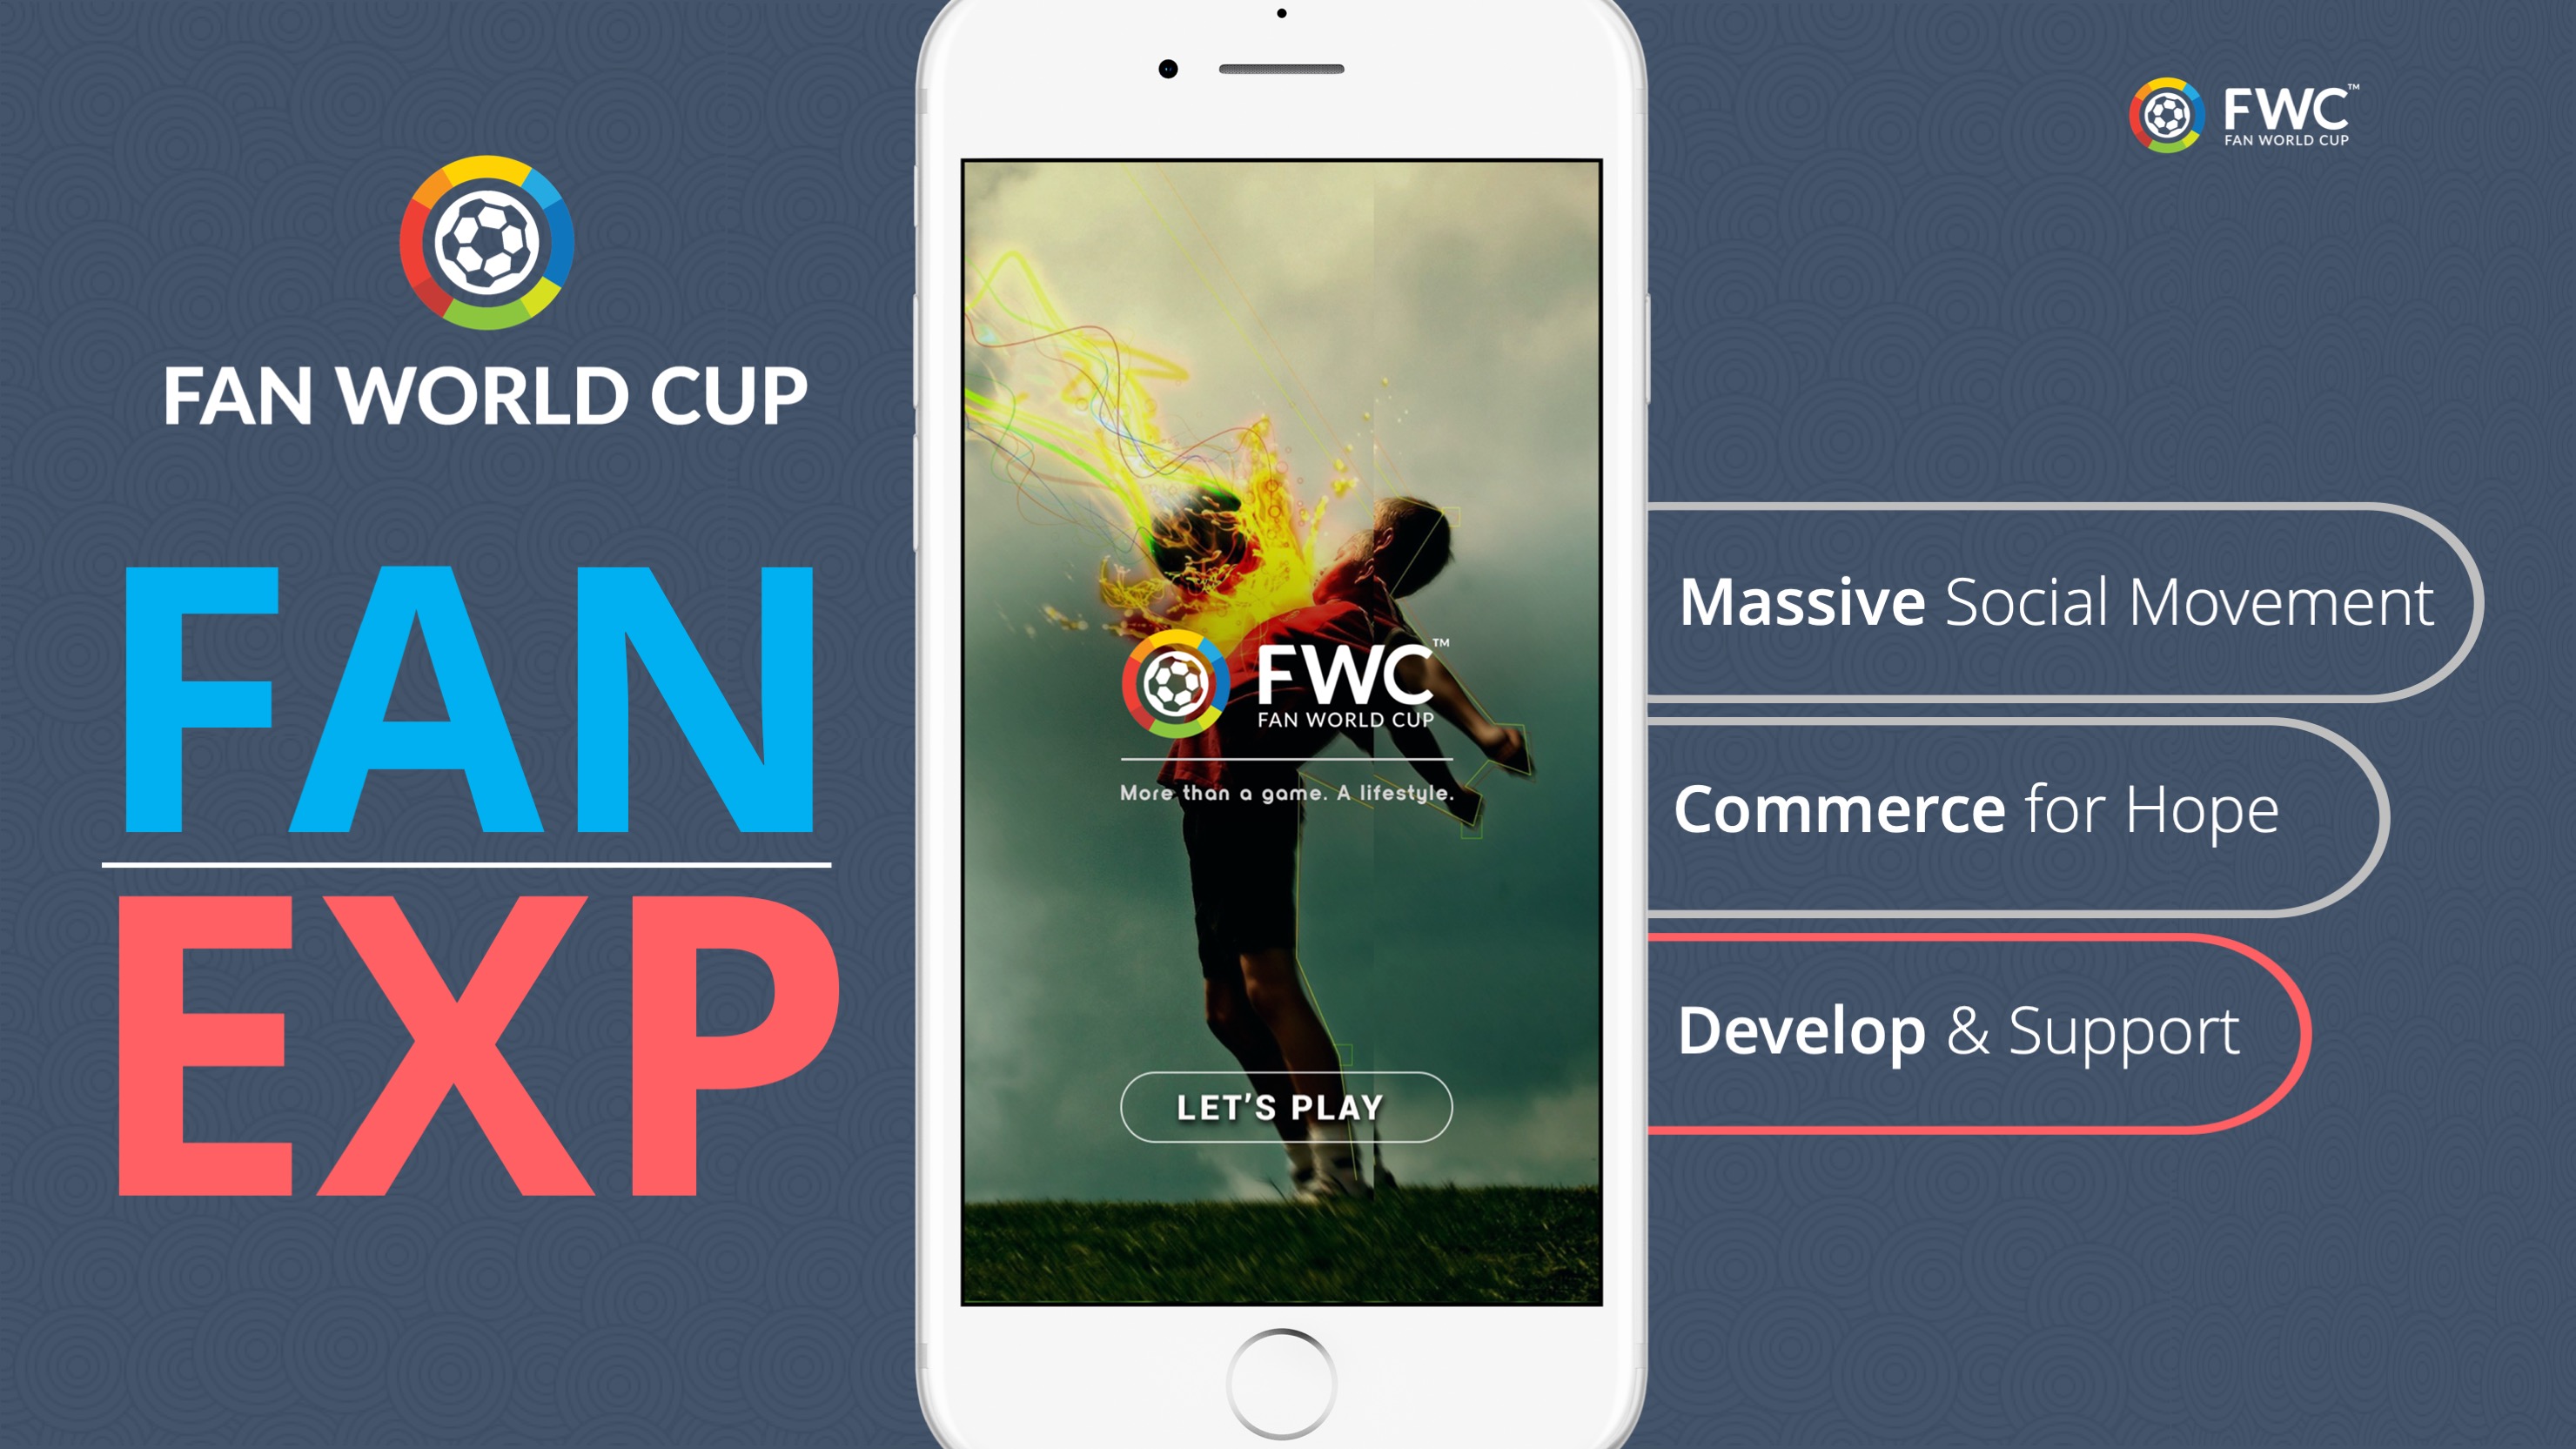 FAN WORLD CUP
FAN
EXP
FWC™
FAN WORLD CUP
More than a game. A lifestyle.
LET'S PLAY
FWC™
FAN WORLD CUP
Massive Social Movement
Commerce for Hope
Develop & Support